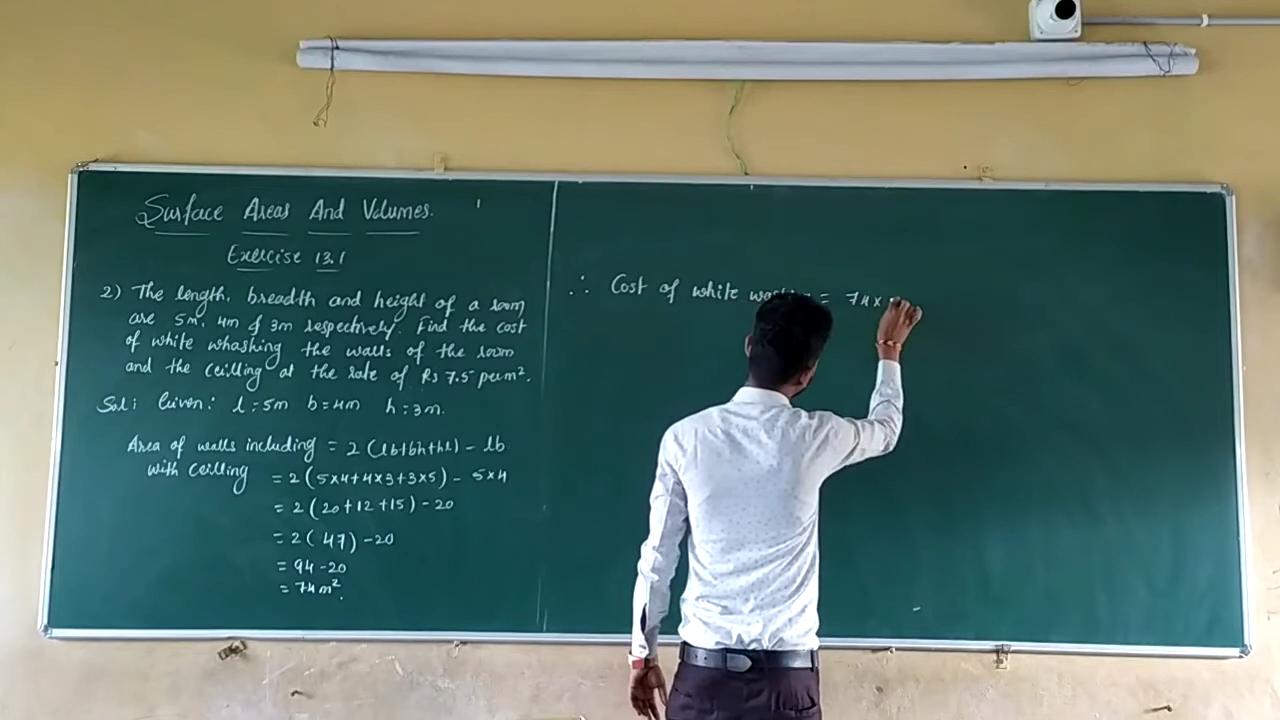 Surface Areas And Volumes.
Exercise 13.1
2) The length, breadth and height of a room
are 5m, 4m & 3m respectively. Find the cost
of white whashing the walls of the room
and the Ceilling at the rate of Rs 7.5 per m².
Sol: Given: l=5m b=4m h=3m.
Area of walls including = 2(lb+bh+hl) - lb
with Ceilling
= 2(5×4+4×3+3×5) - 5×4
= 2(20+12+15) - 20
= 2(47) - 20
= 94 - 20
= 74m².
∴ Cost of white = 74×